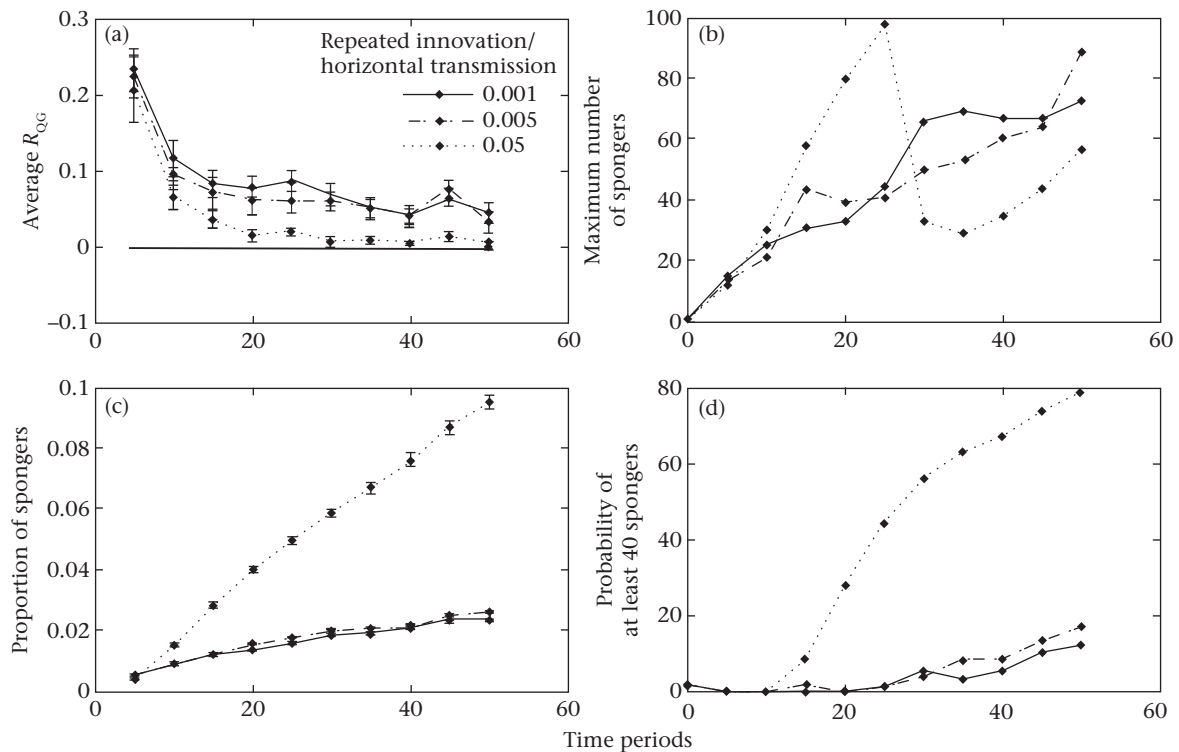 0.3
(a)
Repeated innovation/
horizontal transmission
0.001
0.005
0.05
0.2
0.1
0
–0.1
Average RQG
0 20 40 60
100
(b)
80
60
40
20
0
Maximum number
of spongers
0 20 40 60
0.1
(c)
0.08
0.06
0.04
0.02
0
Proportion of spongers
0 20 40 60
80
(d)
60
40
20
0
Probability of
at least 40 spongers
0 20 40 60
Time periods